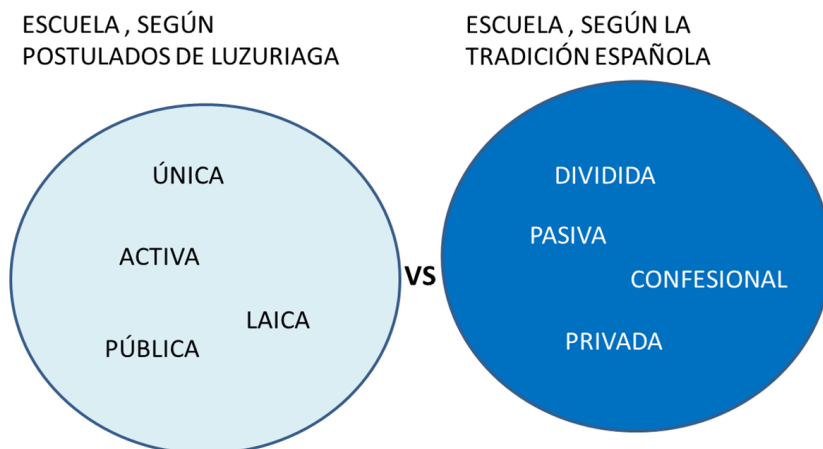 ESCUELA , SEGÚN
POSTULADOS DE LUZURIAGA
ESCUELA , SEGÚN LA
TRADICIÓN ESPAÑOLA
ÚNICA
ACTIVA
LAICA
PÚBLICA
VS
DIVIDIDA
PASIVA
CONFESIONAL
PRIVADA